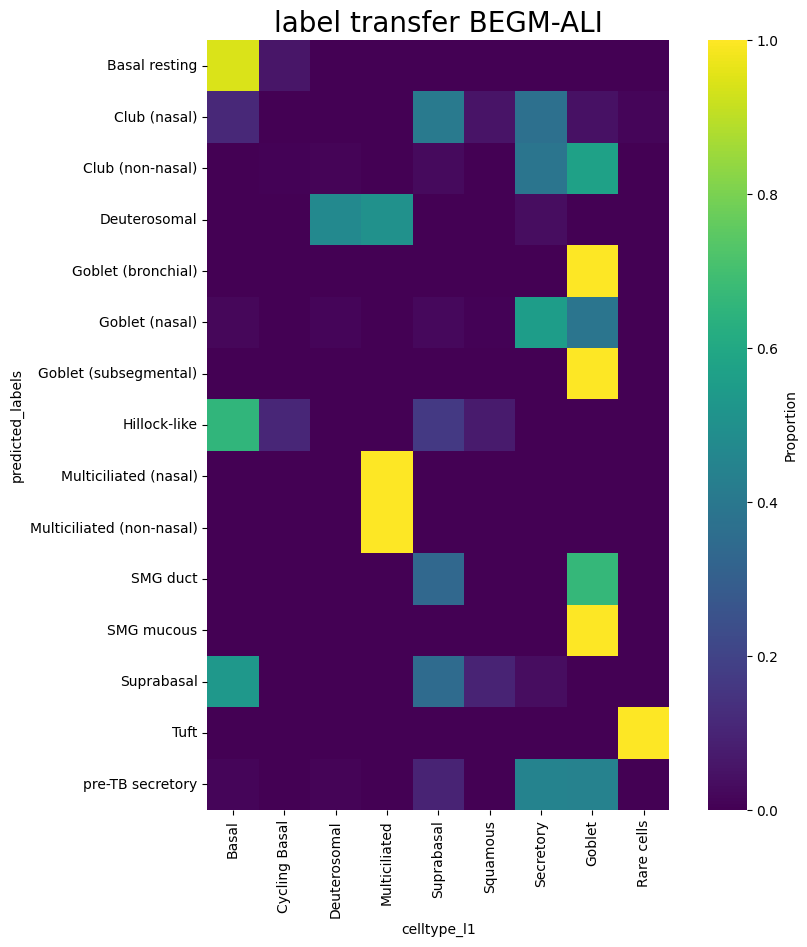 label transfer BEGM-ALI
predicted_labels
Basal resting
Club (nasal)
Club (non-nasal)
Deuterosomal
Goblet (bronchial)
Goblet (nasal)
Goblet (subsegmental)
Hillock-like
Multiciliated (nasal)
Multiciliated (non-nasal)
SMG duct
SMG mucous
Suprabasal
Tuft
pre-TB secretory
Basal
Cycling Basal
Deuterosomal
Multiciliated
Suprabasal
Squamous
Secretory
Goblet
Rare cells
celltype_l1
1.0
0.8
0.6
0.4
0.2
0.0
Proportion